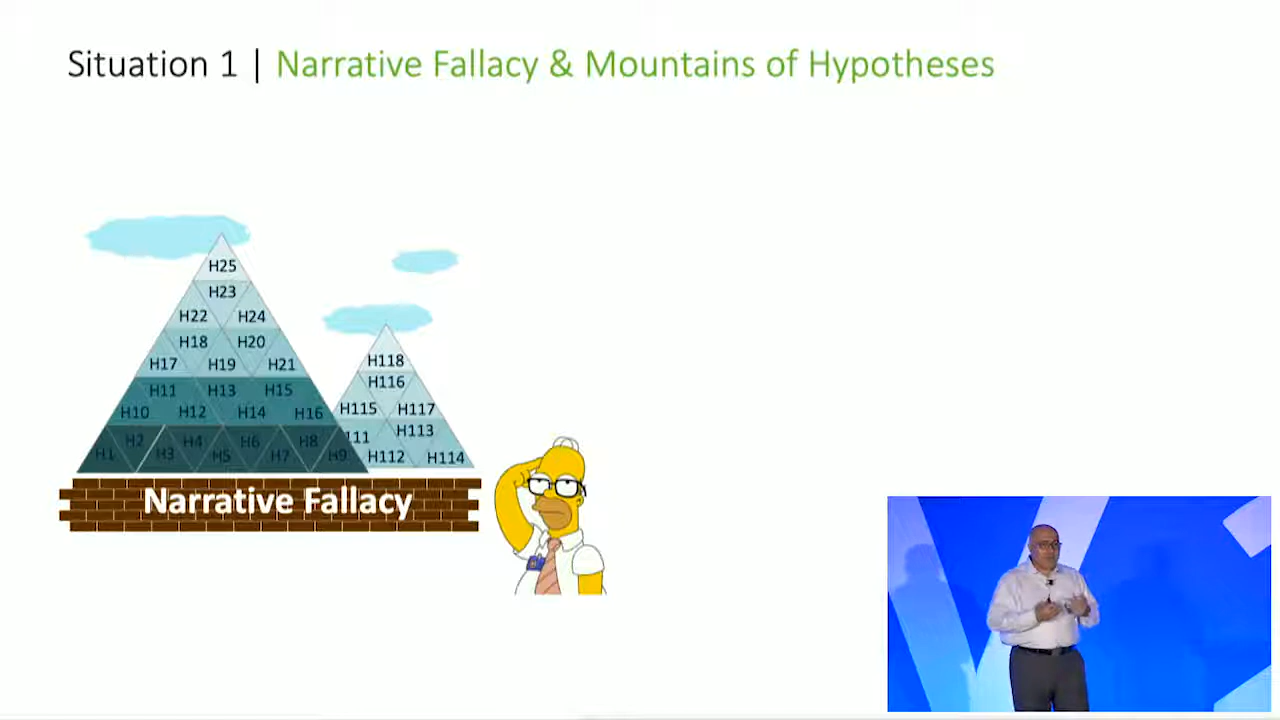 Situation 1 | Narrative Fallacy & Mountains of Hypotheses
H25
H23
H22 H24
H18 H20
H17 H19 H21
H11 H13 H15
H10 H12 H14 H16
H2 H4 H6 H8
H1 H3 H5 H7 H9
H118
H116
H115 H117
111 H113
H112 H114
Narrative Fallacy